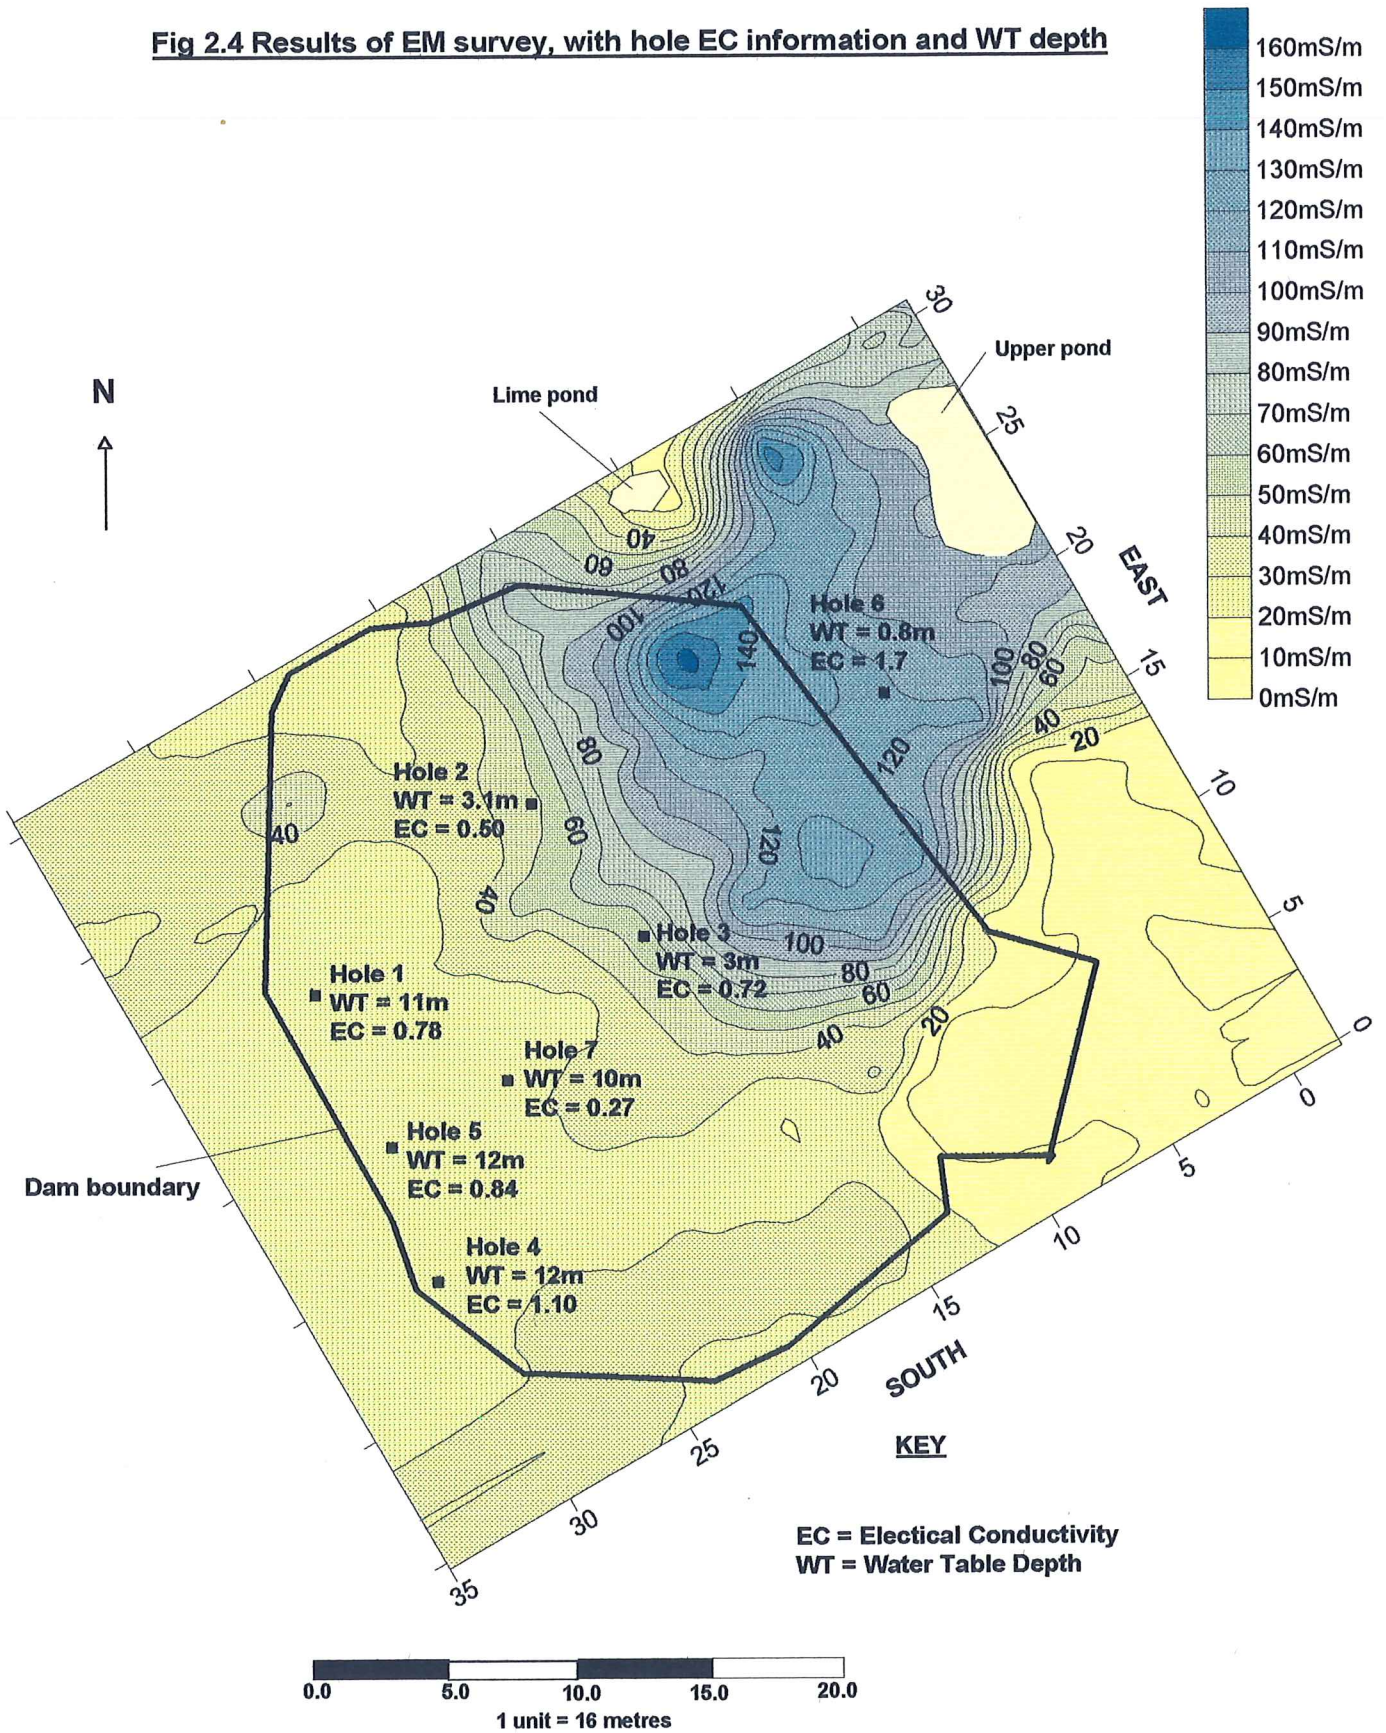 Fig 2.4 Results of EM survey, with hole EC information and WT depth
160mS/m
150mS/m
140mS/m
130mS/m
120mS/m
110mS/m
100mS/m
90mS/m
80mS/m
70mS/m
60mS/m
50mS/m
40mS/m
30mS/m
20mS/m
10mS/m
0mS/m
30
Upper pond
N
Lime pond
25
20
EAST
40
60
80
120
100
140
Hole 6
WT = 0.8m
EC = 1.7
100
80
60
15
40
20
80
120
10
Hole 2
WT = 3.1m
EC = 0.50
40
60
120
40
5
Hole 3
WT = 3m
EC = 0.72
100
80
60
40
20
0
0
Hole 1
WT = 11m
EC = 0.78
Hole 7
WT = 10m
EC = 0.27
Hole 5
WT = 12m
EC = 0.84
Dam boundary
5
10
Hole 4
WT = 12m
EC = 1.10
15
SOUTH
20
25
30
35
KEY
EC = Electical Conductivity
WT = Water Table Depth
0.0 5.0 10.0 15.0 20.0
1 unit = 16 metres